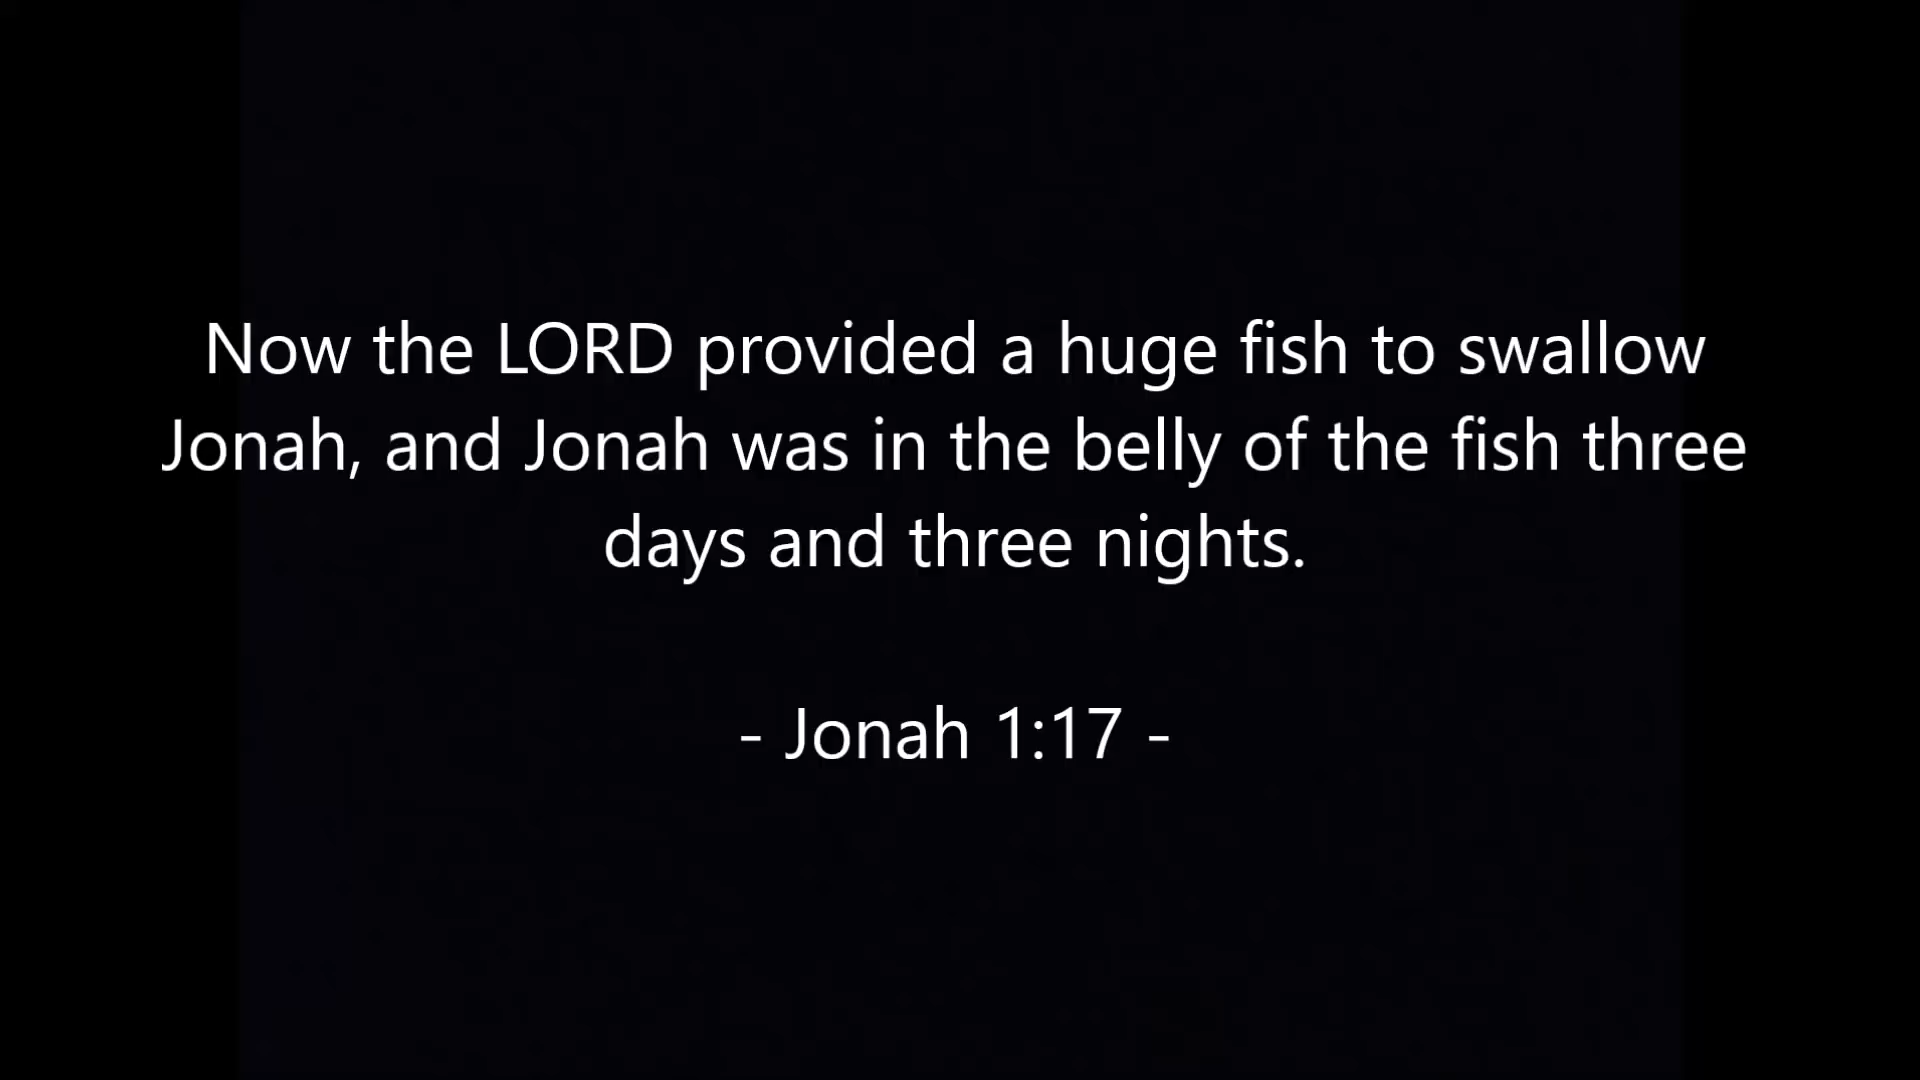 Now the LORD provided a huge fish to swallow
Jonah, and Jonah was in the belly of the fish three
days and three nights.
- Jonah 1:17 -